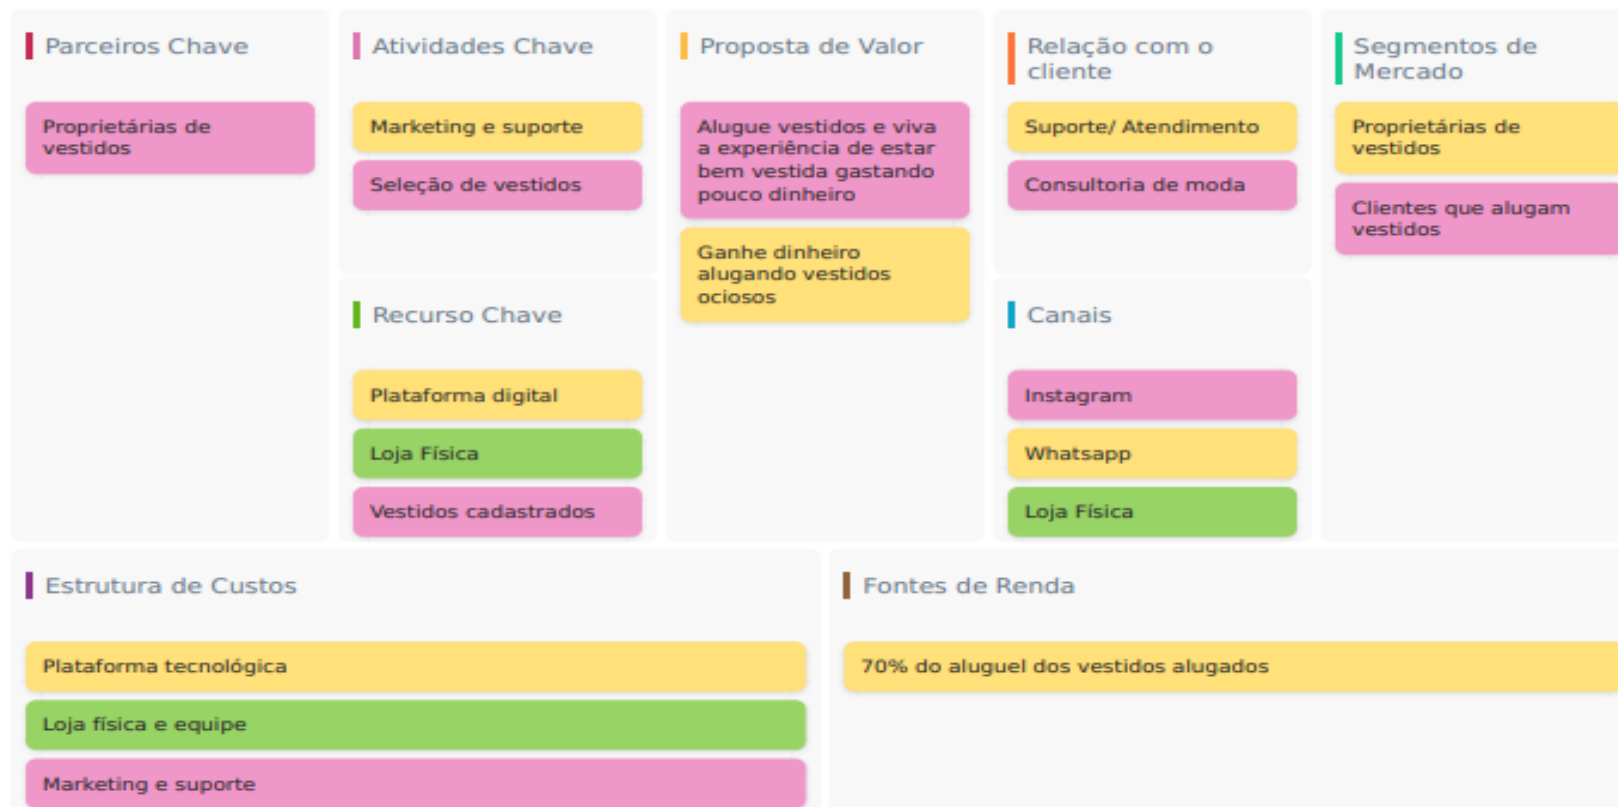 Parceiros Chave
Proprietárias de
vestidos
Atividades Chave
Marketing e suporte
Seleção de vestidos
Recurso Chave
Plataforma digital
Loja Física
Vestidos cadastrados
Proposta de Valor
Alugue vestidos e viva
a experiência de estar
bem vestida gastando
pouco dinheiro
Ganhe dinheiro
alugando vestidos
ociosos
Relação com o
cliente
Suporte/ Atendimento
Consultoria de moda
Canais
Instagram
Whatsapp
Loja Física
Segmentos de
Mercado
Proprietárias de
vestidos
Clientes que alugam
vestidos
Estrutura de Custos
Plataforma tecnológica
Loja física e equipe
Marketing e suporte
Fontes de Renda
70% do aluguel dos vestidos alugados